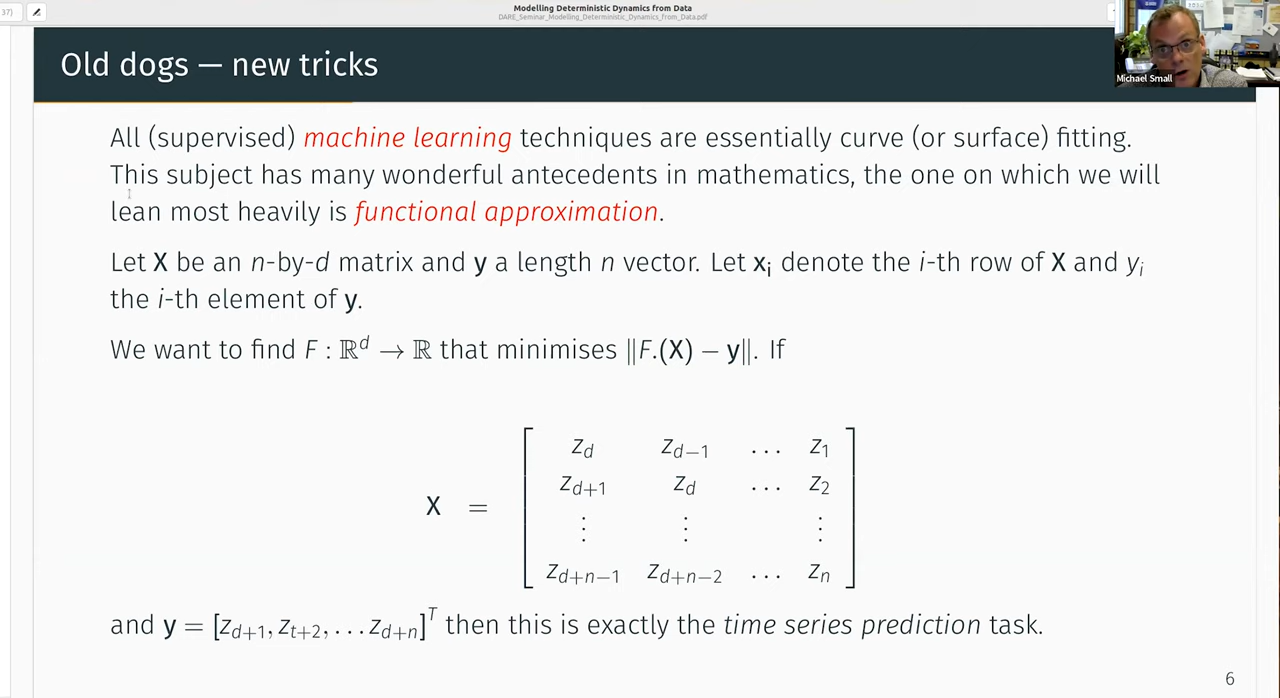 37)
Modelling Deterministic Dynamics from Data
DARE_Seminar_Modelling_Deterministic_Dynamics_from_Data.pdf
Michael Small
Old dogs — new tricks
All (supervised) machine learning techniques are essentially curve (or surface) fitting.
This subject has many wonderful antecedents in mathematics, the one on which we will
lean most heavily is functional approximation.
Let X be an n-by-d matrix and y a length n vector. Let x_i denote the i-th row of X and y_i
the i-th element of y.
We want to find F : ℝ^d → ℝ that minimises ‖F.(X) − y‖. If
X = [ z_d z_{d−1} … z_1
z_{d+1} z_d … z_2
⋮ ⋮ ⋮
z_{d+n−1} z_{d+n−2} … z_n ]
and y = [z_{d+1}, z_{t+2}, … z_{d+n}]^T then this is exactly the time series prediction task.
6